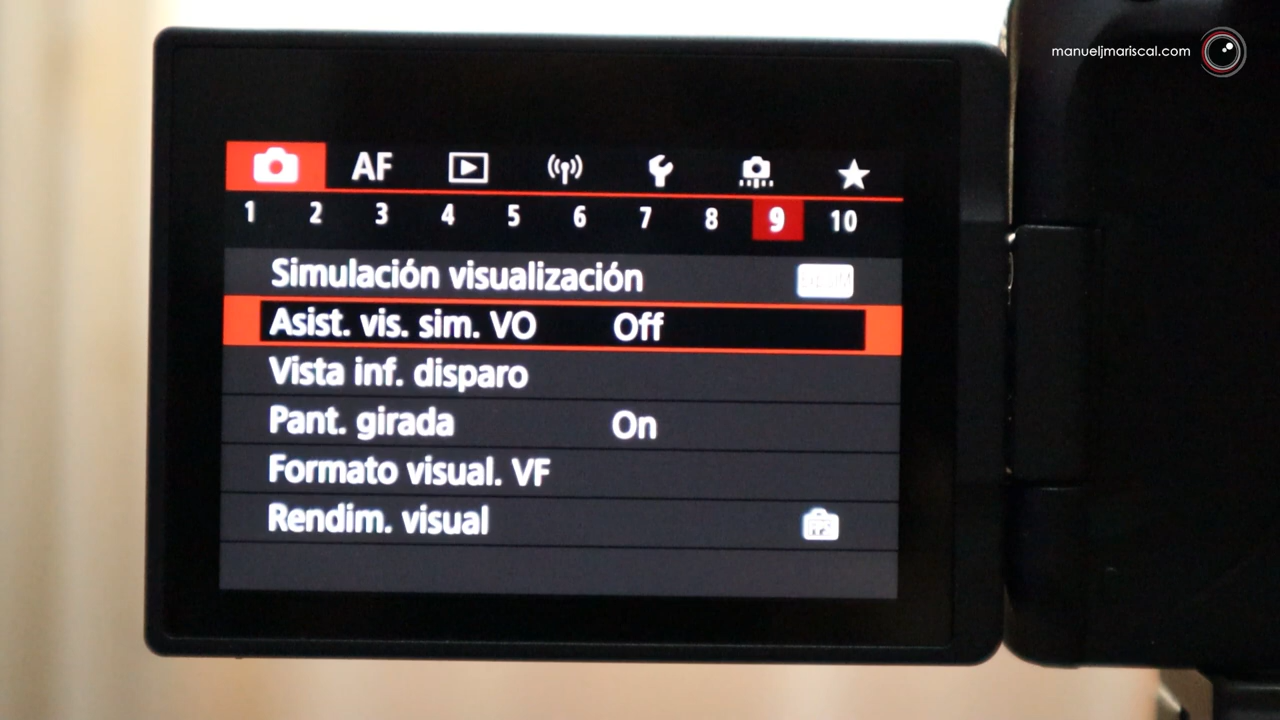 manueljmariscal.com
AF
1 2 3 4 5 6 7 8 9 10
Simulación visualización
Asist. vis. sim. VO Off
Vista inf. disparo
Pant. girada On
Formato visual. VF
Rendim. visual